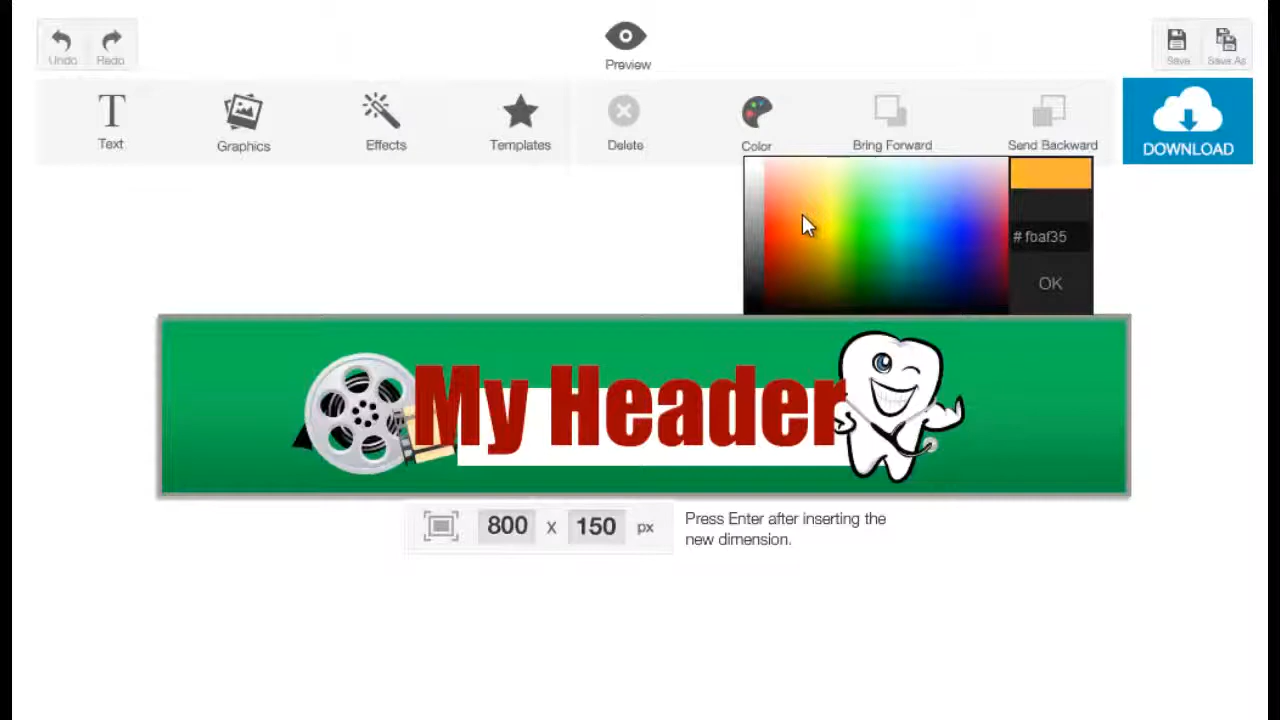 Undo Redo
Preview
Save Save As
Text Graphics Effects Templates Delete Color Bring Forward Send Backward
DOWNLOAD
# fbaf35
OK
My Header
800 x 150 px
Press Enter after inserting the
new dimension.